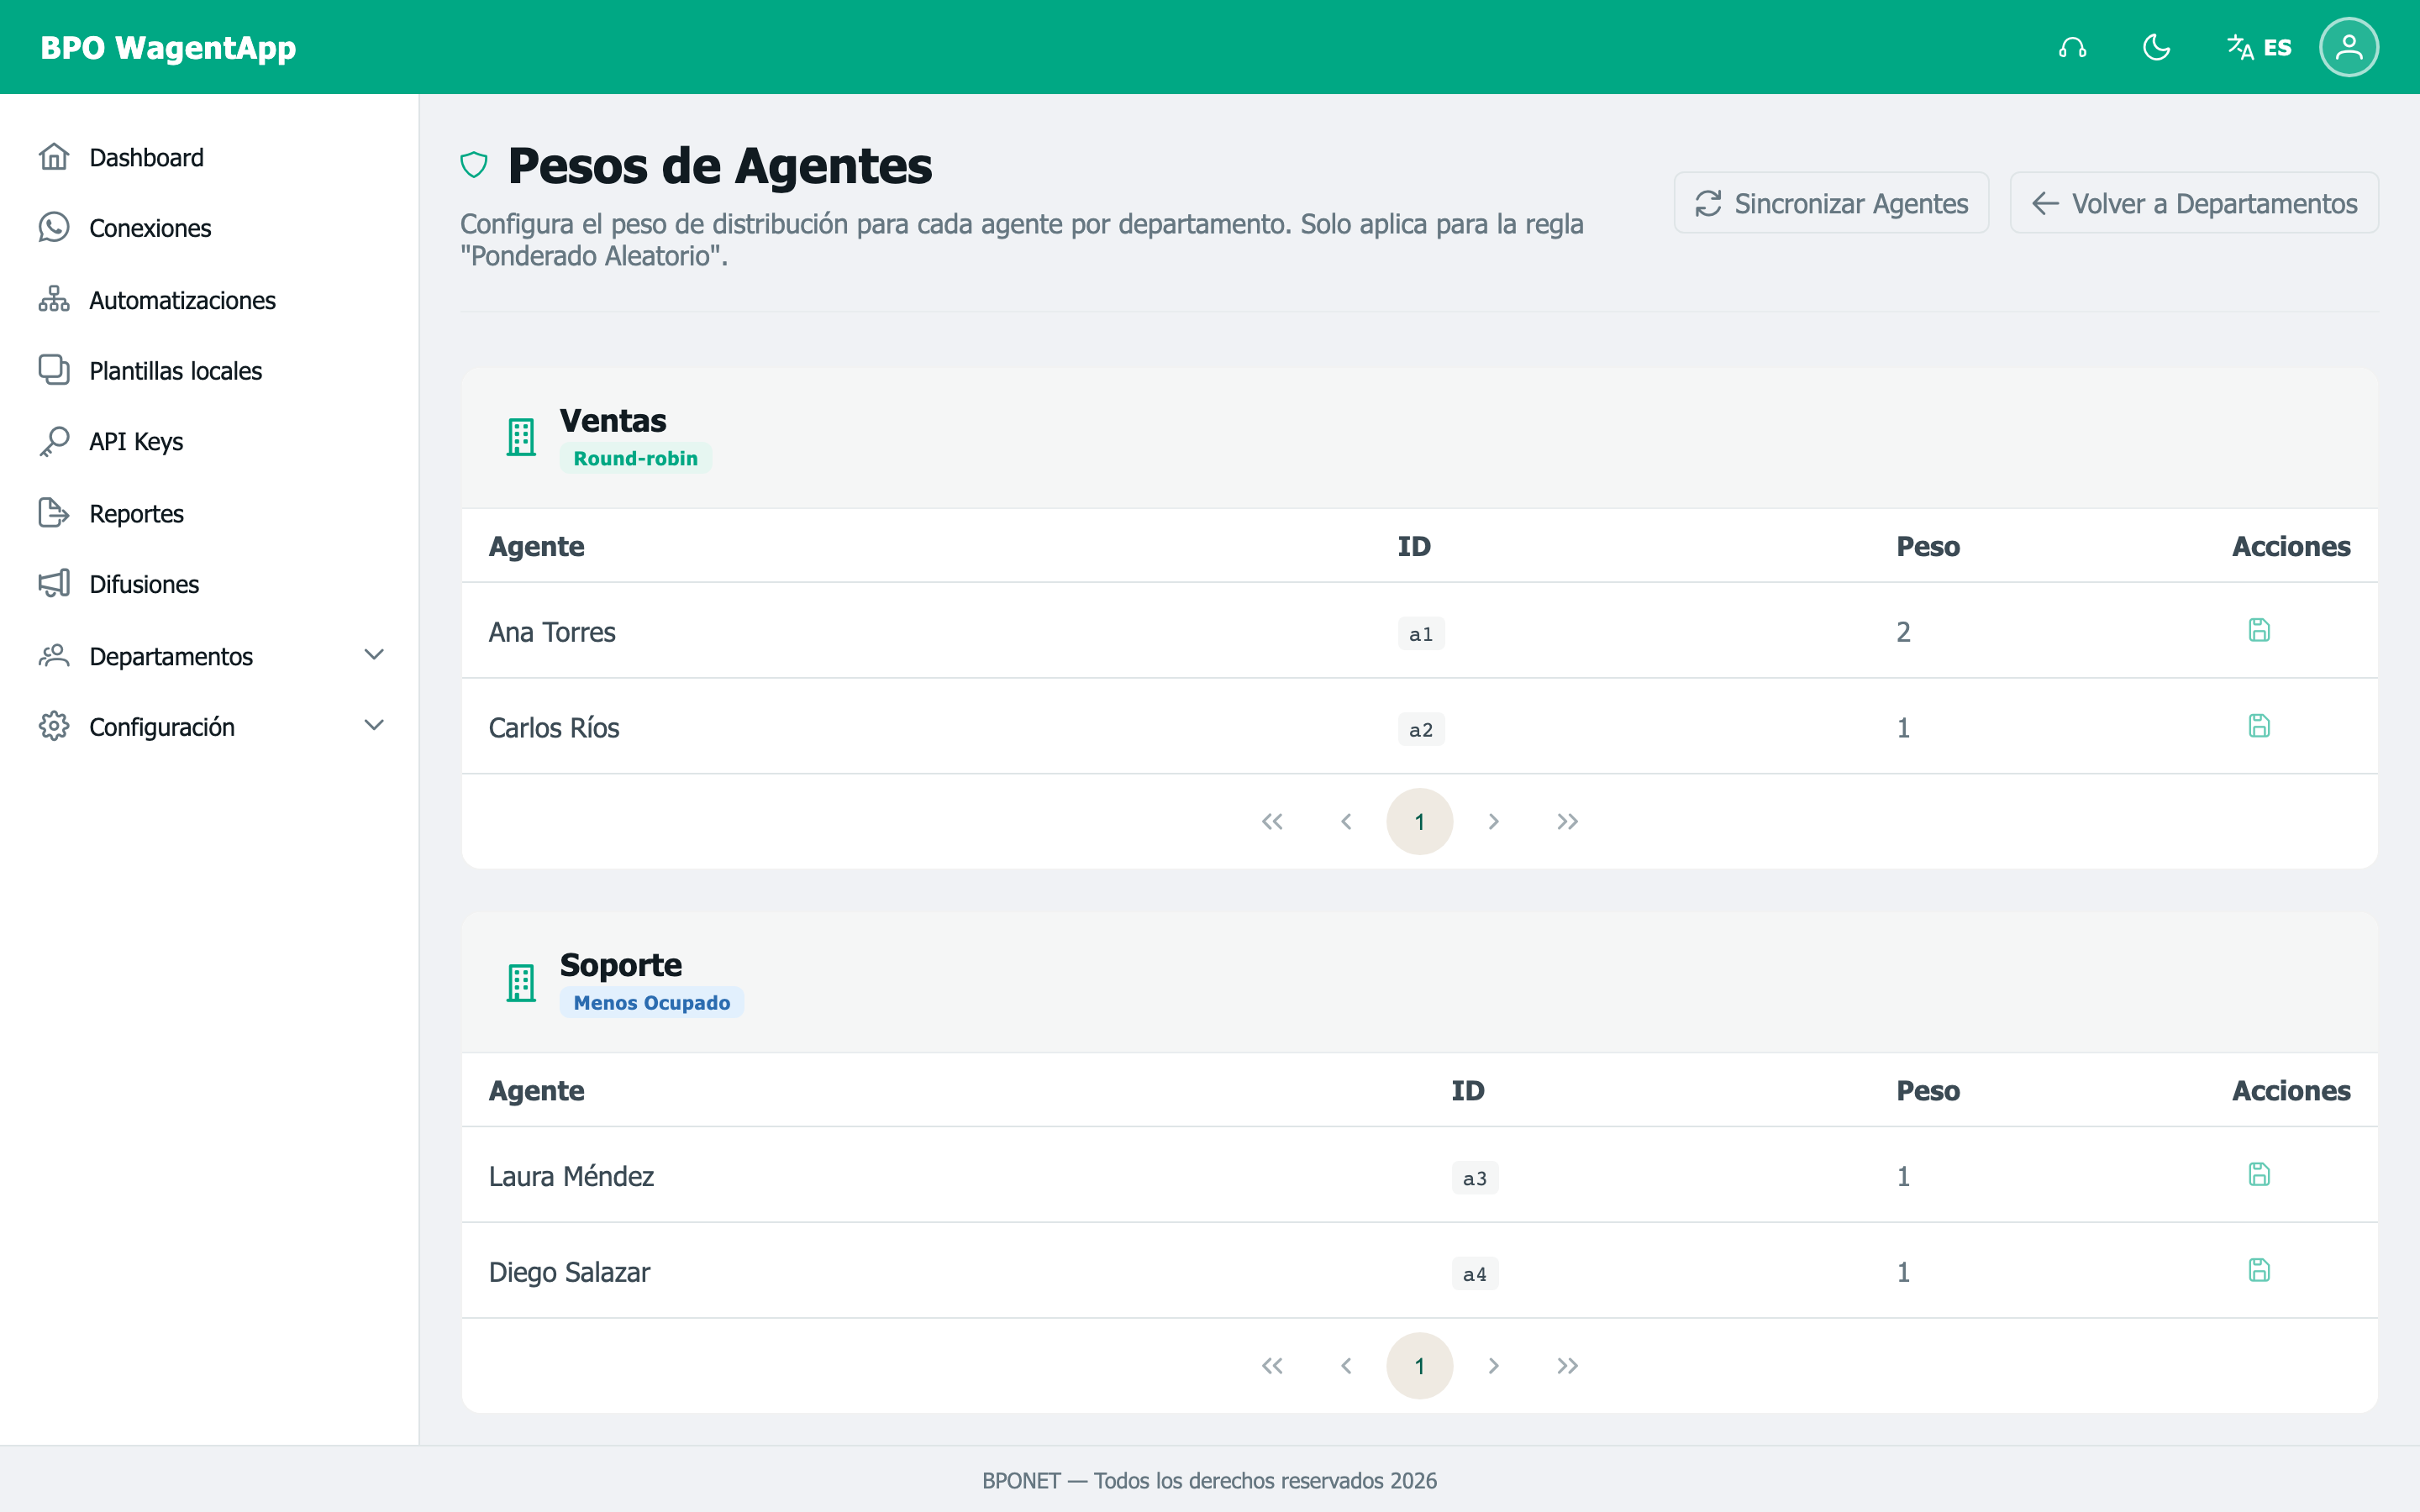 BPO WagentApp
ES
Dashboard
Conexiones
Automatizaciones
Plantillas locales
API Keys
Reportes
Difusiones
Departamentos
Configuración
Pesos de Agentes
Configura el peso de distribución para cada agente por departamento. Solo aplica para la regla
"Ponderado Aleatorio".
Sincronizar Agentes
Volver a Departamentos
Ventas
Round-robin
Agente ID Peso Acciones
Ana Torres a1 2
Carlos Ríos a2 1
1
Soporte
Menos Ocupado
Agente ID Peso Acciones
Laura Méndez a3 1
Diego Salazar a4 1
1
BPONET — Todos los derechos reservados 2026